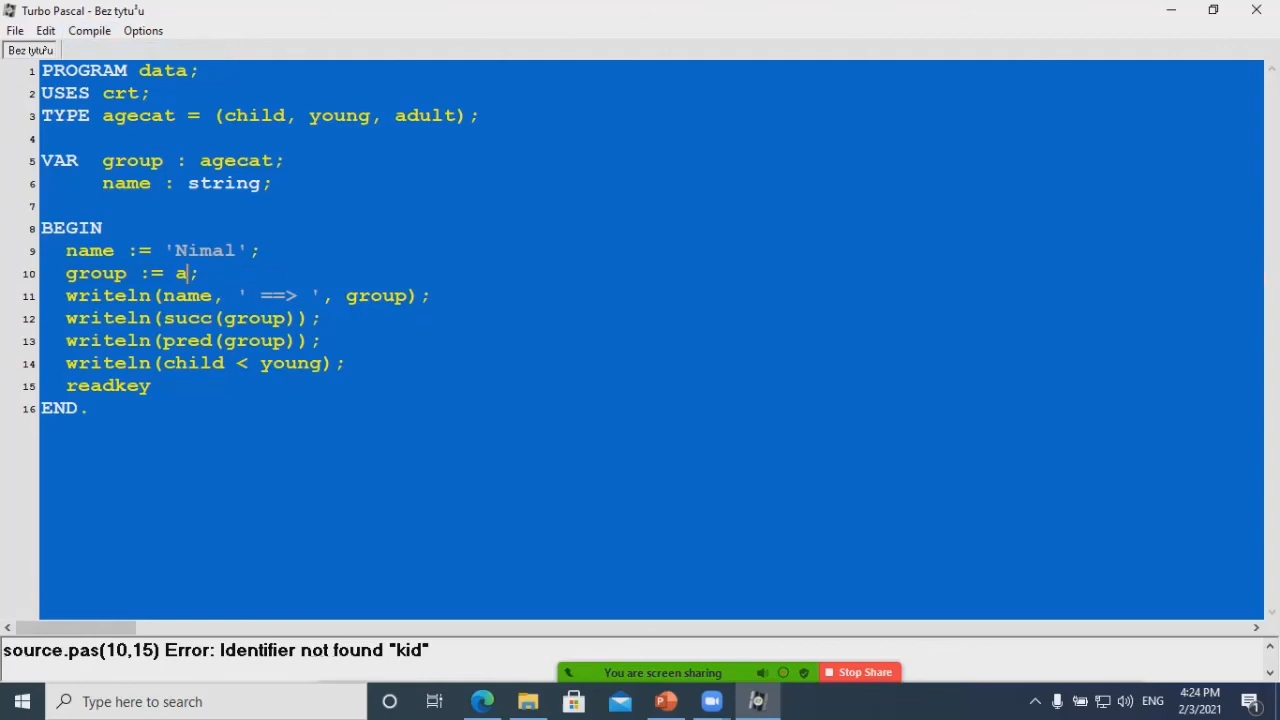 Turbo Pascal - Bez tytu³u
File Edit Compile Options
Bez tytu³u
1 PROGRAM data;
2 USES crt;
3 TYPE agecat = (child, young, adult);
4
5 VAR group : agecat;
6 name : string;
7
8 BEGIN
9 name := 'Nimal';
10 group := a;
11 writeln(name, ' ==> ', group);
12 writeln(succ(group));
13 writeln(pred(group));
14 writeln(child < young);
15 readkey
16 END.
source.pas(10,15) Error: Identifier not found "kid"
You are screen sharing Stop Share
Type here to search
ENG
4:24 PM
2/3/2021
1